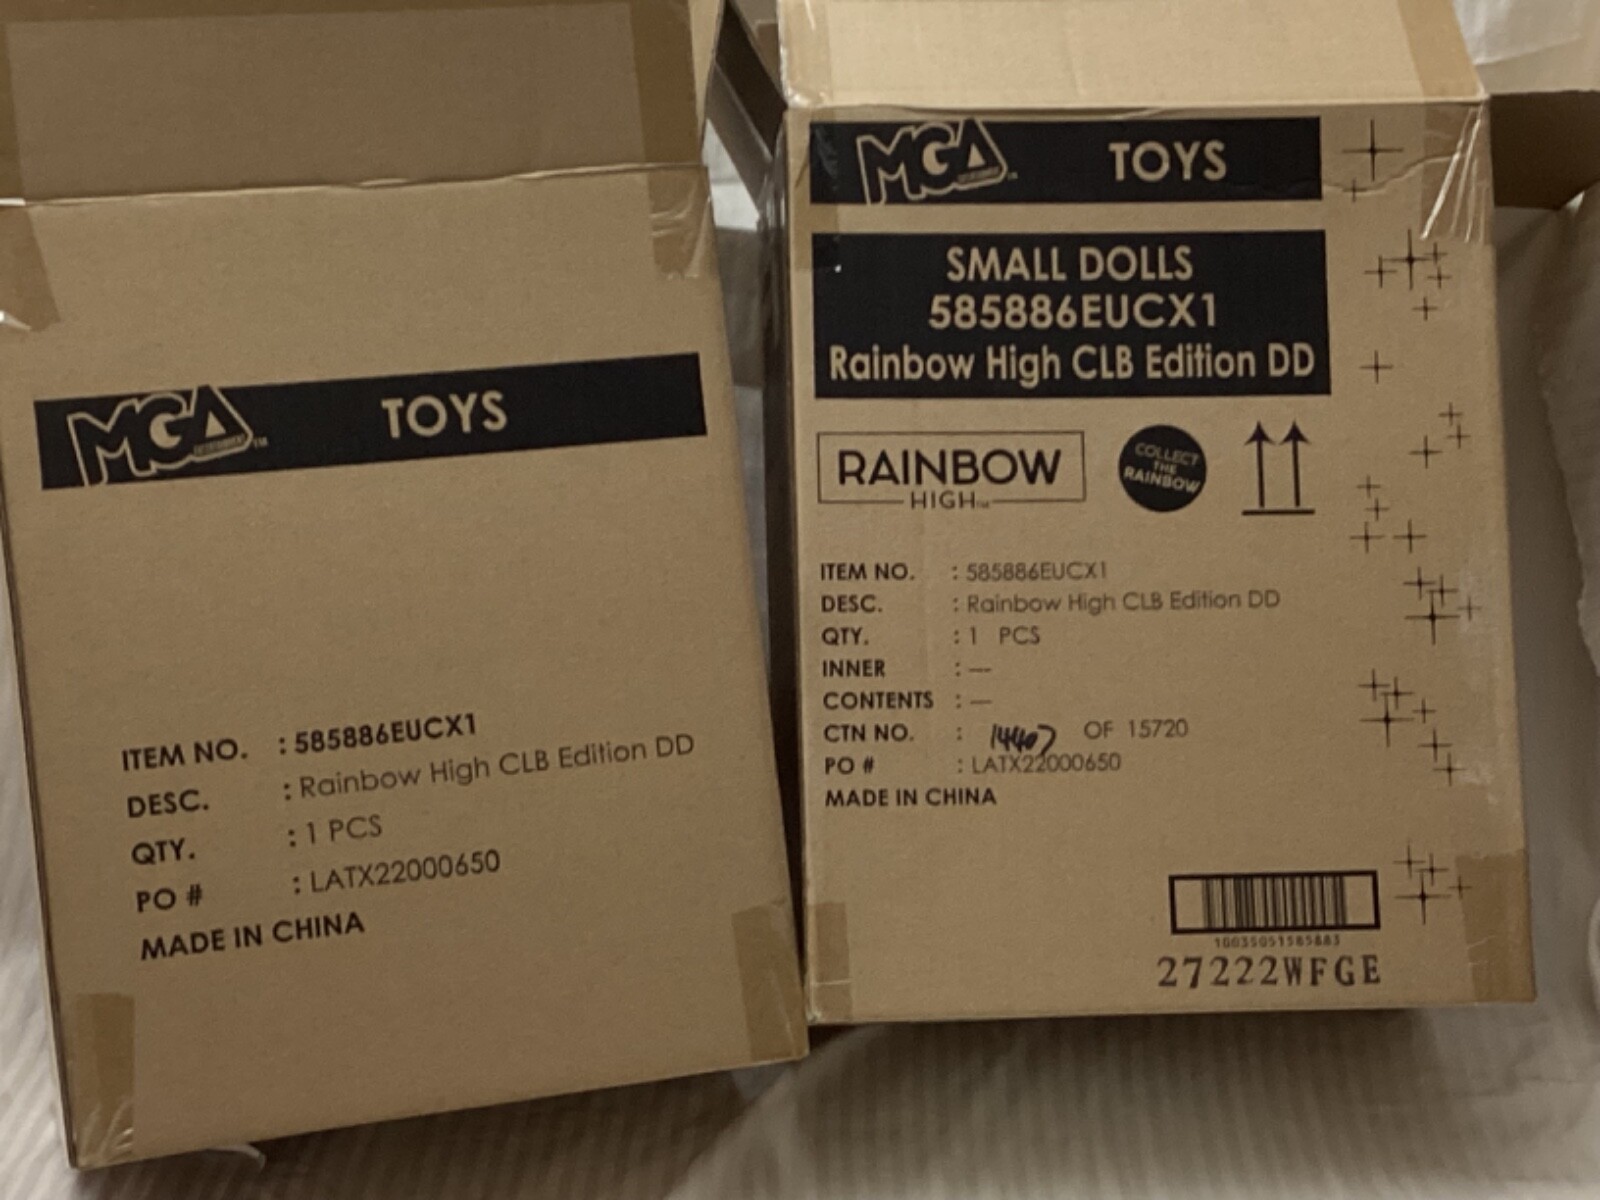 MGA
ENTERTAINMENT
TM
TOYS
ITEM NO. : 585886EUCX1
DESC. : Rainbow High CLB Edition DD
QTY. : 1 PCS
PO # : LATX22000650
MADE IN CHINA
MGA
TOYS
SMALL DOLLS
585886EUCX1
Rainbow High CLB Edition DD
RAINBOW
HIGH
COLLECT
THE
RAINBOW
ITEM NO. : 585886EUCX1
DESC. : Rainbow High CLB Edition DD
QTY. : 1 PCS
INNER : —
CONTENTS : —
CTN NO. : 14407 OF 15720
PO # : LATX22000650
MADE IN CHINA
27222WFGE